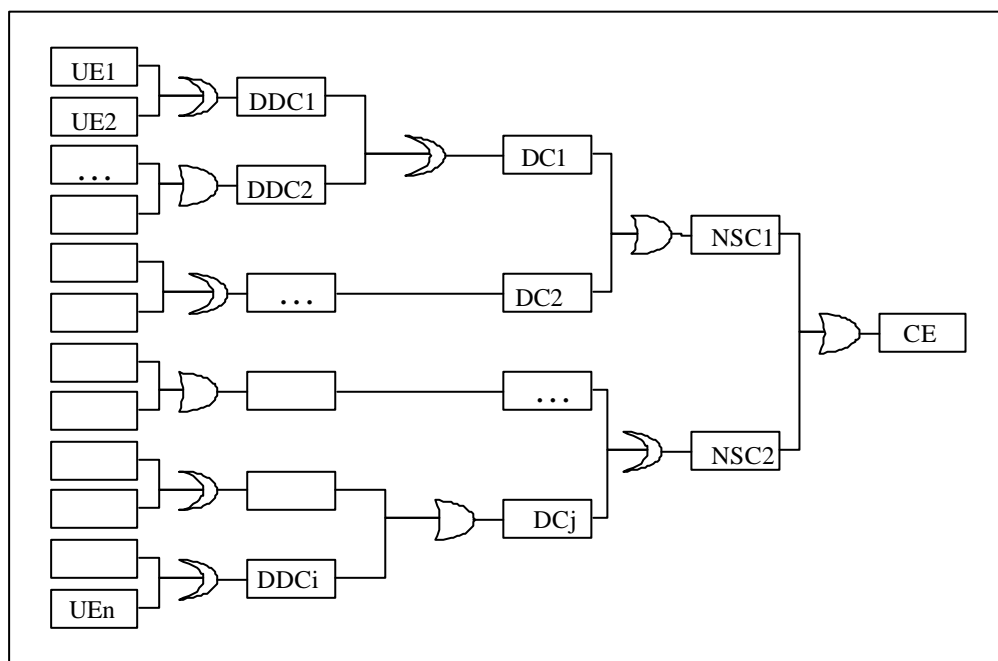 UE1
UE2
DDC1
...
DDC2
DC1
NSC1
...
DC2
CE
...
NSC2
DCj
DDCi
UEn